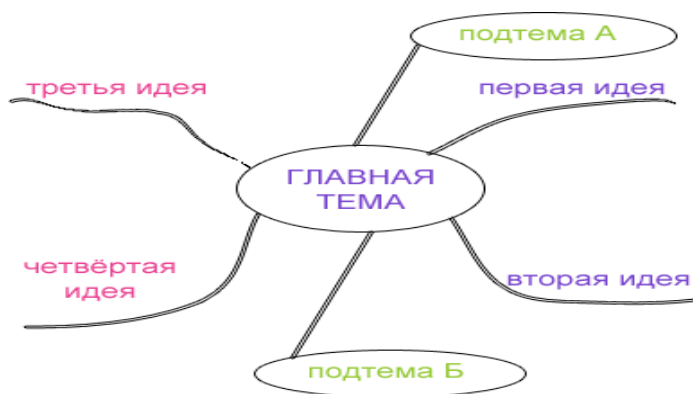 подтема А
третья идея
первая идея
ГЛАВНАЯ
ТЕМА
четвёртая
идея
вторая идея
подтема Б